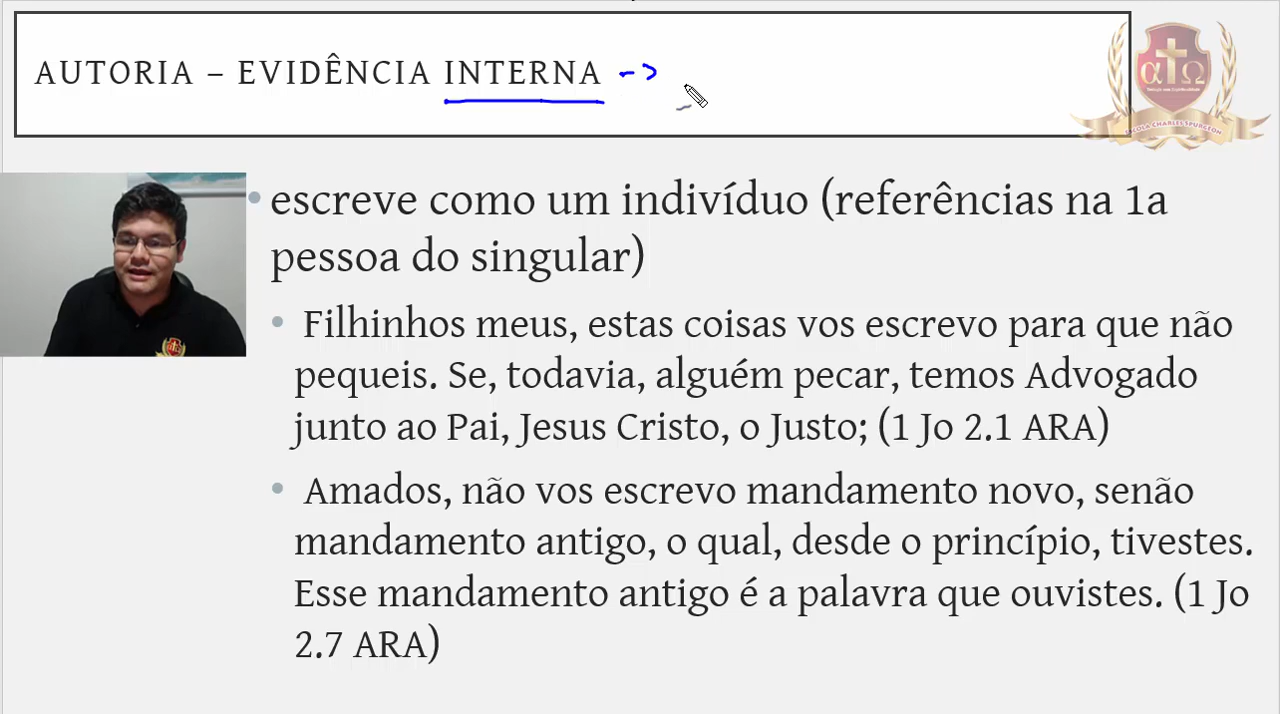 AUTORIA – EVIDÊNCIA INTERNA
α Ω
ESCOLA CHARLES SPURGEON
• escreve como um indivíduo (referências na 1a
pessoa do singular)
• Filhinhos meus, estas coisas vos escrevo para que não
pequeis. Se, todavia, alguém pecar, temos Advogado
junto ao Pai, Jesus Cristo, o Justo; (1 Jo 2.1 ARA)
• Amados, não vos escrevo mandamento novo, senão
mandamento antigo, o qual, desde o princípio, tivestes.
Esse mandamento antigo é a palavra que ouvistes. (1 Jo
2.7 ARA)